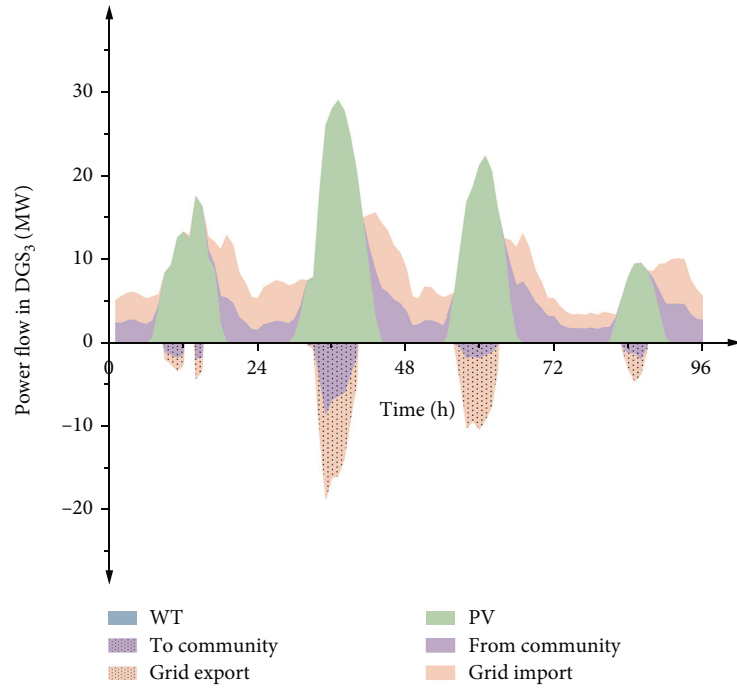 Power flow in DGS₃ (MW)
30
20
10
0
–10
–20
0
24
48
72
96
Time (h)
WT
PV
To community
From community
Grid export
Grid import